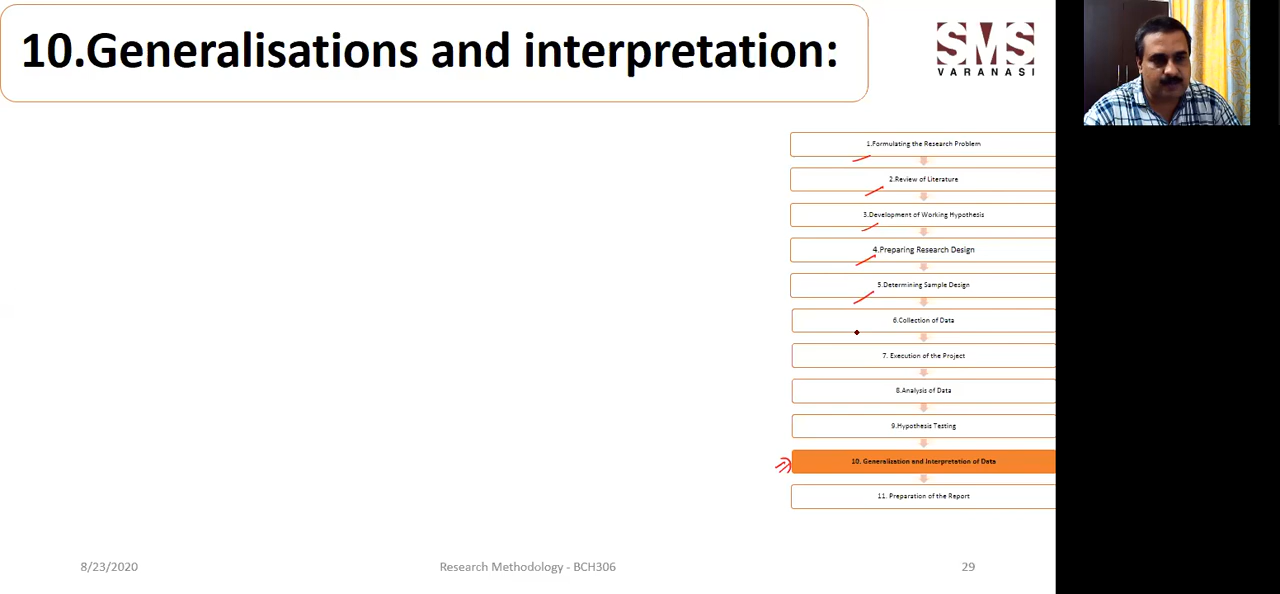 10.Generalisations and interpretation:
SMS
VARANASI
1.Formulating the Research Problem
2.Review of Literature
3.Development of Working Hypothesis
4.Preparing Research Design
5.Determining Sample Design
6.Collection of Data
7. Execution of the Project
8.Analysis of Data
9.Hypothesis Testing
10. Generalization and Interpretation of Data
11. Preparation of the Report
8/23/2020
Research Methodology - BCH306
29